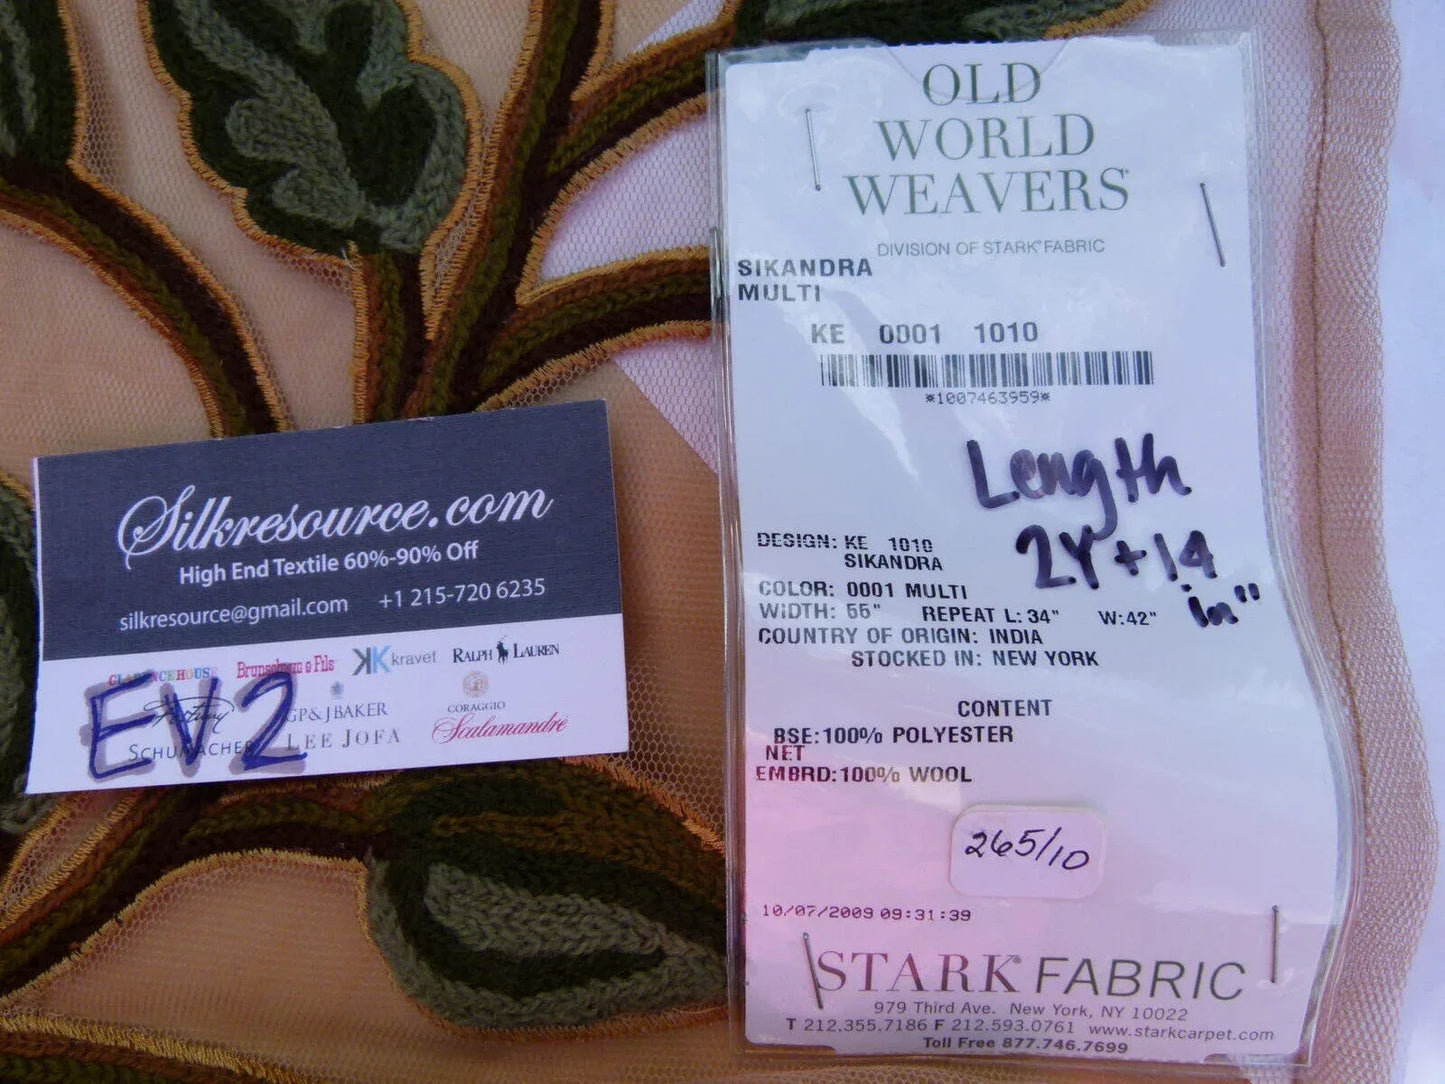 Silkresource.com
High End Textile 60%-90% Off
silkresource@gmail.com +1 215-720 6235
kravet RALPH LAUREN
GP&J BAKER CORAGGIO
SCHUMACHER LEE JOFA Scalamandré
EV2
OLD
WORLD
WEAVERS
DIVISION OF STARK® FABRIC
SIKANDRA
MULTI
KE 0001 1010
*1007463959*
Length
2Y+14
in"
DESIGN: KE 1010
SIKANDRA
COLOR: 0001 MULTI
WIDTH: 55" REPEAT L: 34" W:42"
COUNTRY OF ORIGIN: INDIA
STOCKED IN: NEW YORK
CONTENT
BSE:100% POLYESTER
NET
EMBRD:100% WOOL
265/10
10/07/2009 09:31:39
STARK® FABRIC
979 Third Ave. New York, NY 10022
T 212.355.7186 F 212.593.0761 www.starkcarpet.com
Toll Free 877.746.7699